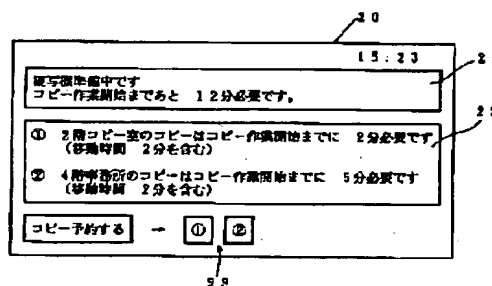 20
15:23
2
複写機準備中です
コピー作業開始まであと 12分必要です。
22
① 2階コピー室のコピーはコピー作業開始までに 2分必要です
(移動時間 2分を含む)
② 4階事務所のコピーはコピー作業開始までに 5分必要です
(移動時間 2分を含む)
コピー予約する → ① ②
99